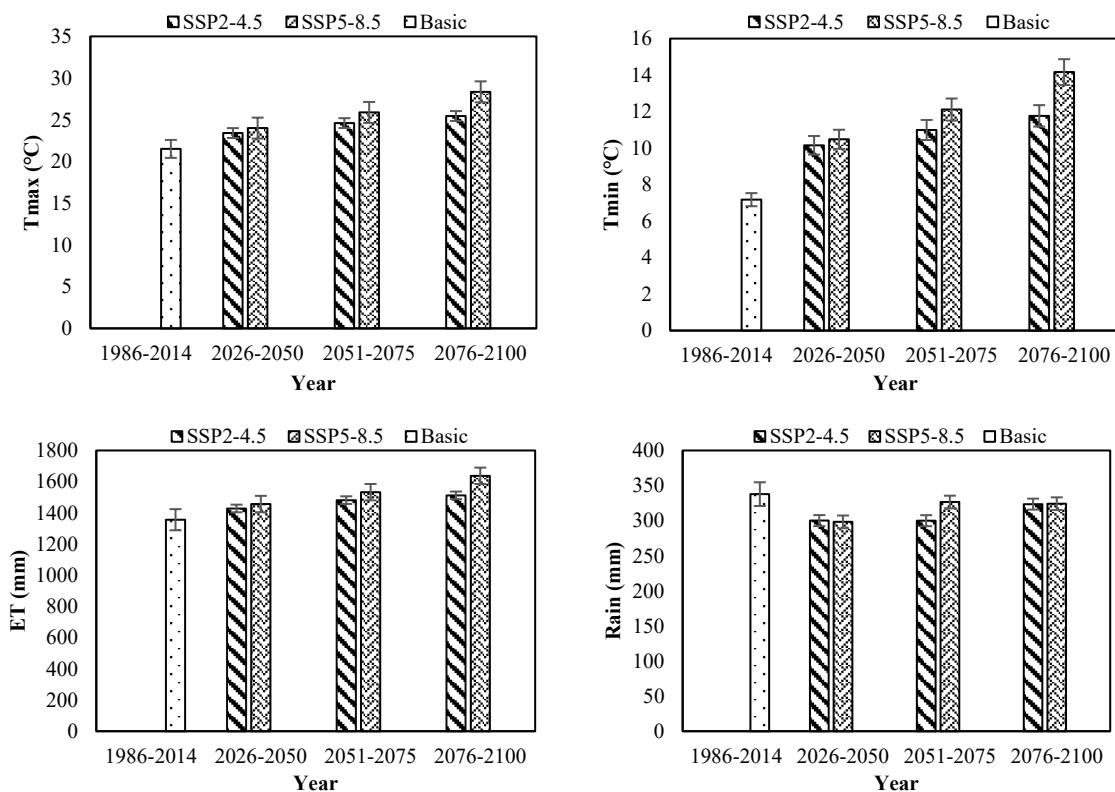 SSP2-4.5 SSP5-8.5 Basic
35
30
25
20
15
10
5
0
Tmax (℃)
1986-2014 2026-2050 2051-2075 2076-2100
Year
SSP2-4.5 SSP5-8.5 Basic
16
14
12
10
8
6
4
2
0
Tmin (℃)
1986-2014 2026-2050 2051-2075 2076-2100
Year
SSP2-4.5 SSP5-8.5 Basic
1800
1600
1400
1200
1000
800
600
400
200
0
ET (mm)
1986-2014 2026-2050 2051-2075 2076-2100
Year
SSP2-4.5 SSP5-8.5 Basic
400
350
300
250
200
150
100
50
0
Rain (mm)
1986-2014 2026-2050 2051-2075 2076-2100
Year